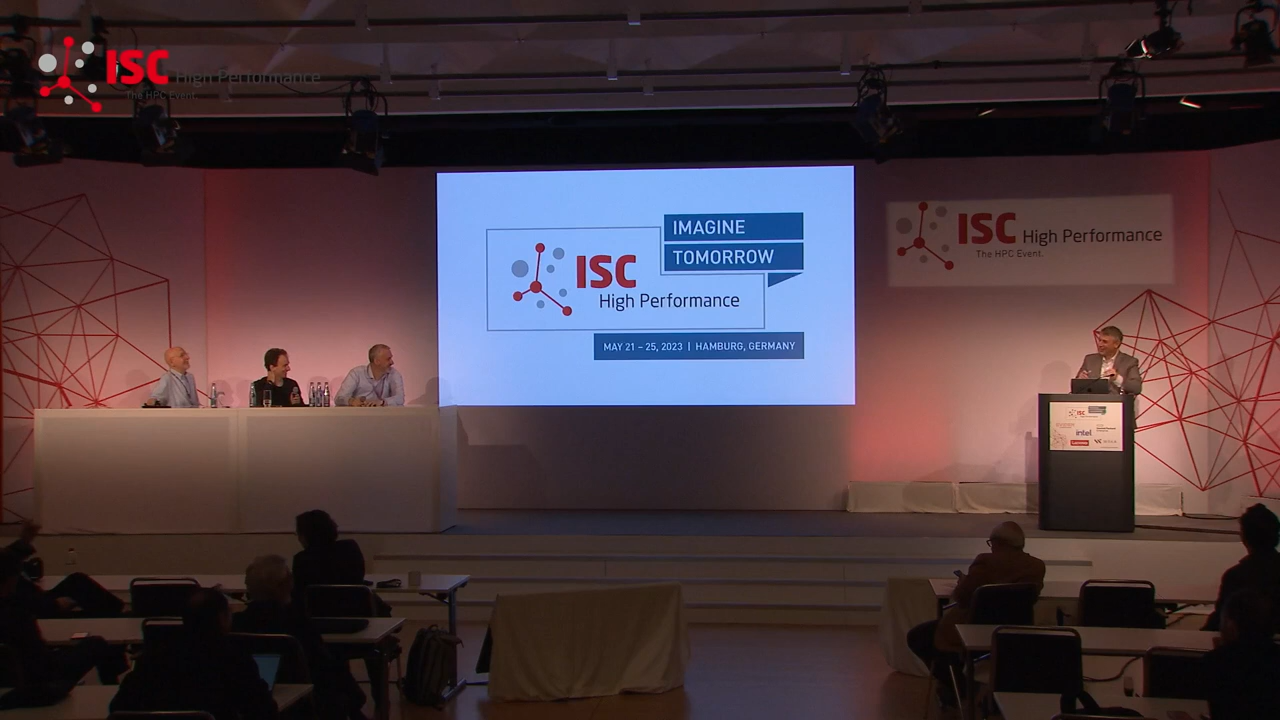 ISC High Performance
The HPC Event.
IMAGINE
TOMORROW
ISC
High Performance
MAY 21 – 25, 2023 | HAMBURG, GERMANY
ISC High Performance
The HPC Event.
ISC
intel